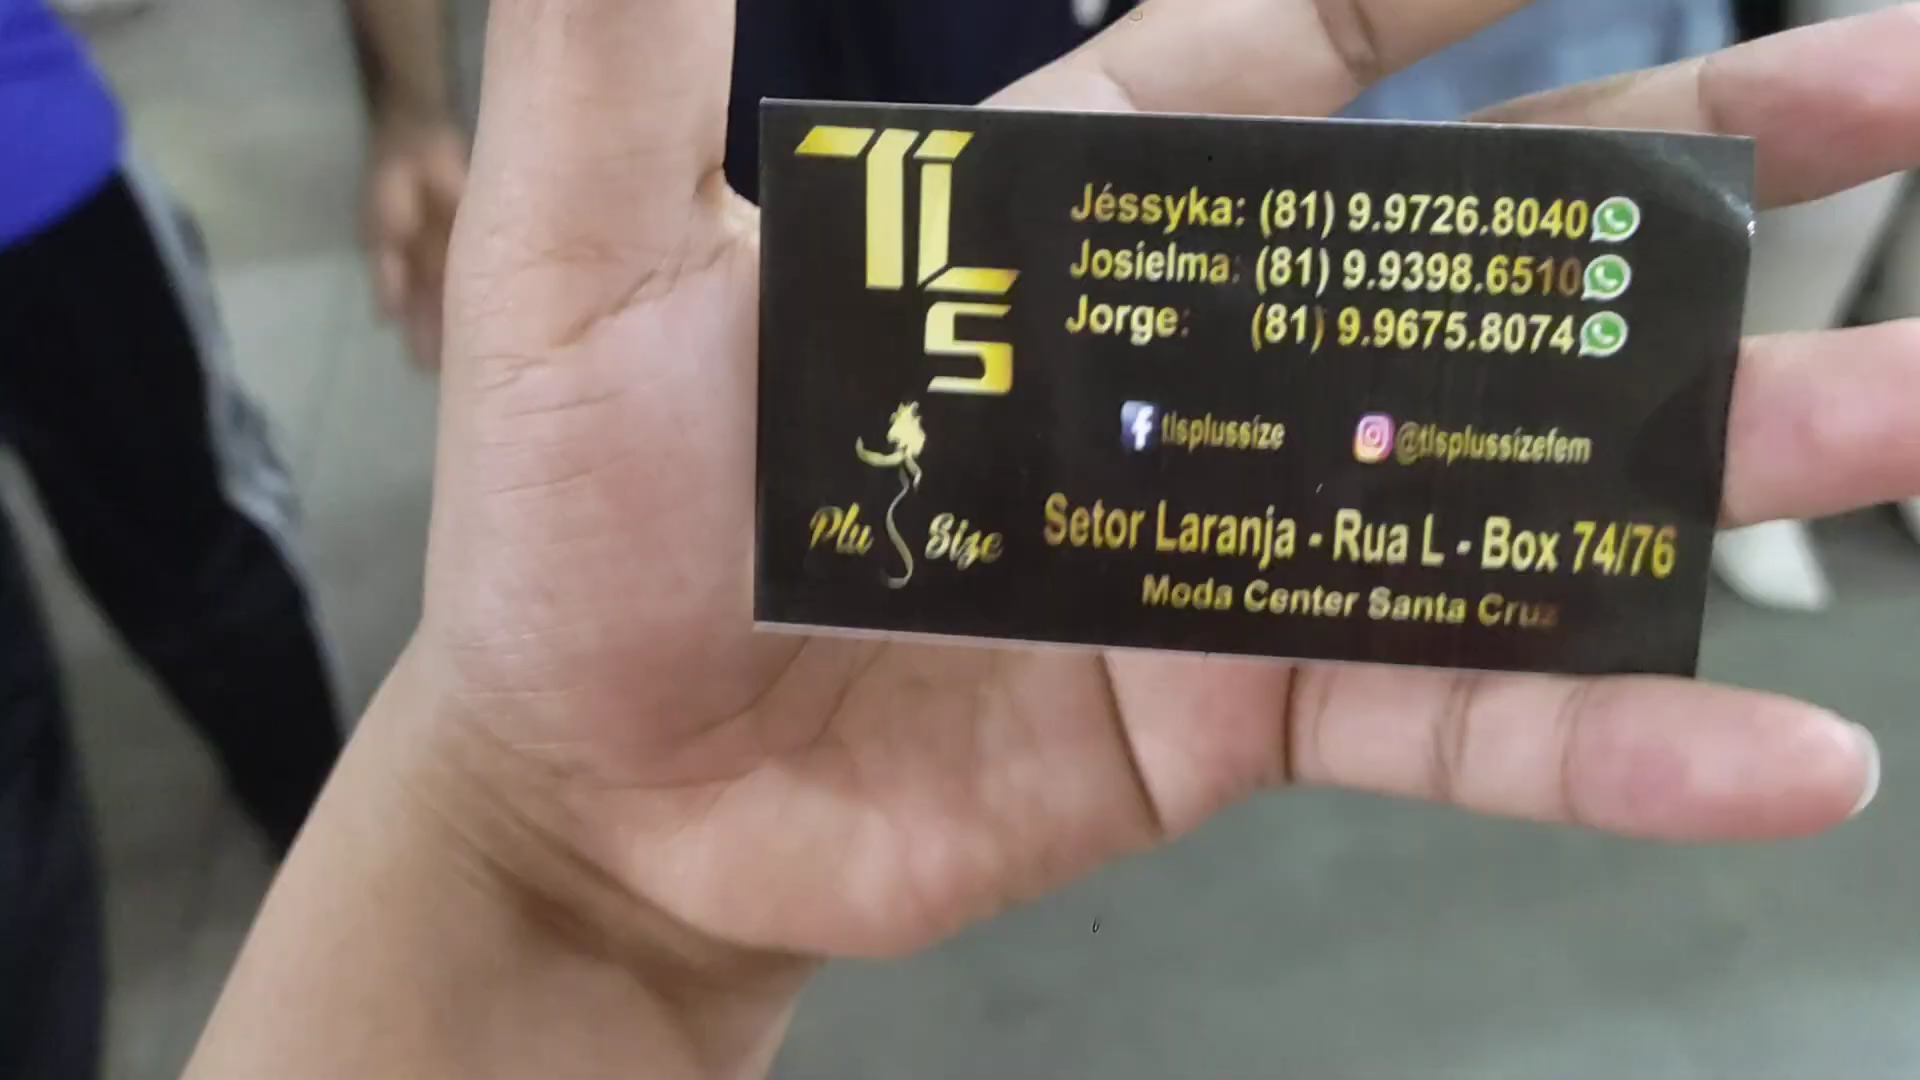 TLS
Plus Size
Jéssyka: (81) 9.9726.8040
Josielma: (81) 9.9398.6510
Jorge: (81) 9.9675.8074
tlsplussize
@tlsplussizefem
Setor Laranja - Rua L - Box 74/76
Moda Center Santa Cruz